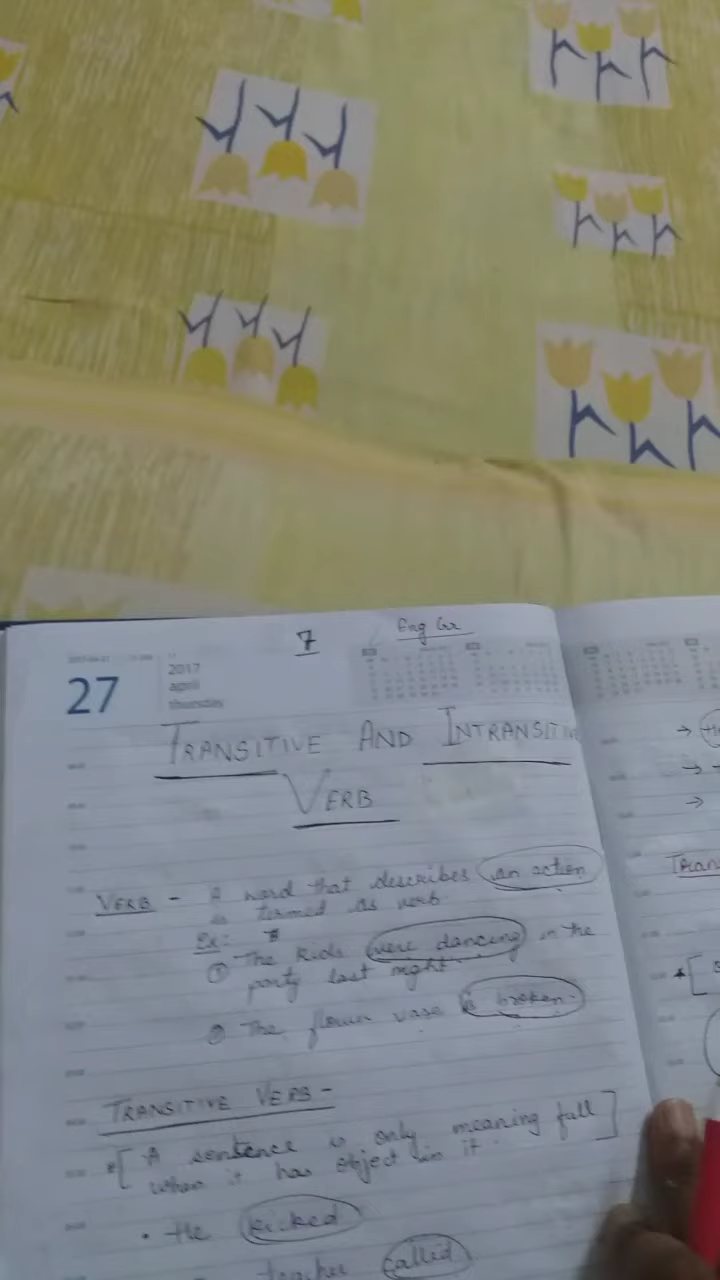 7
Eng Gr
27
2017
april
thursday
TRANSITIVE AND INTRANSITIVE
VERB
VERB - A word that describes an action
is termed as verb.
Ex:
① The kids were dancing in the
party last night.
② The flower vase is broken.
TRANSITIVE VERB -
*[ A sentence is only meaning full ]
when it has object in it.
• He kicked
teacher called
→
→
→